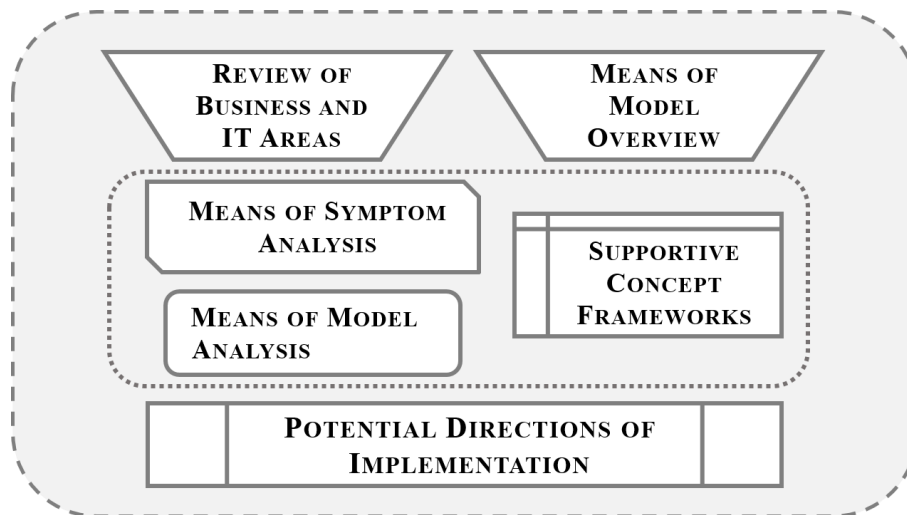 Review of
Business and
IT Areas
Means of
Model
Overview
Means of Symptom
Analysis
Supportive
Concept
Frameworks
Means of Model
Analysis
Potential Directions of
Implementation